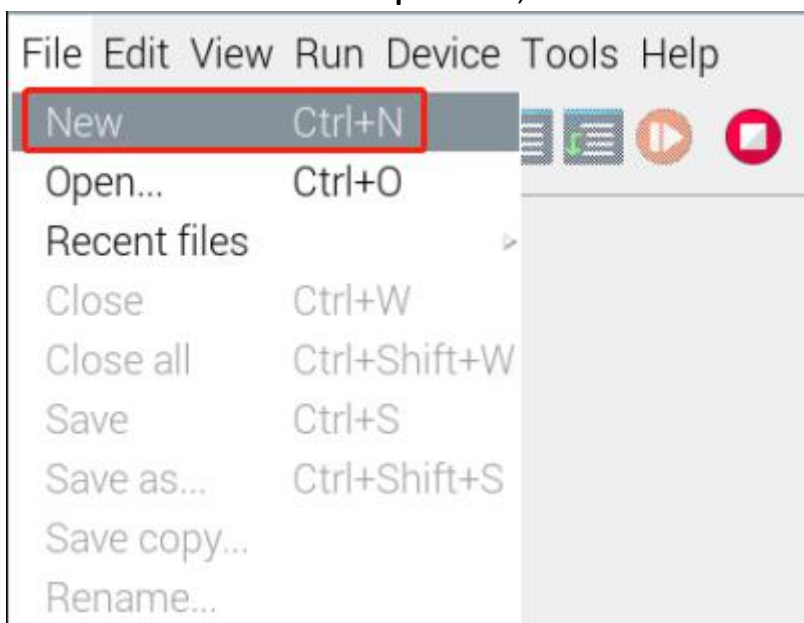 File Edit View Run Device Tools Help
New Ctrl+N
Open... Ctrl+O
Recent files
Close Ctrl+W
Close all Ctrl+Shift+W
Save Ctrl+S
Save as... Ctrl+Shift+S
Save copy...
Rename...